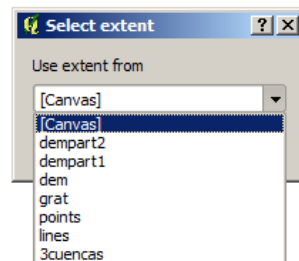 Select extent
Use extent from
[Canvas]
[Canvas]
dempart2
dempart1
dem
grat
points
lines
3cuencas